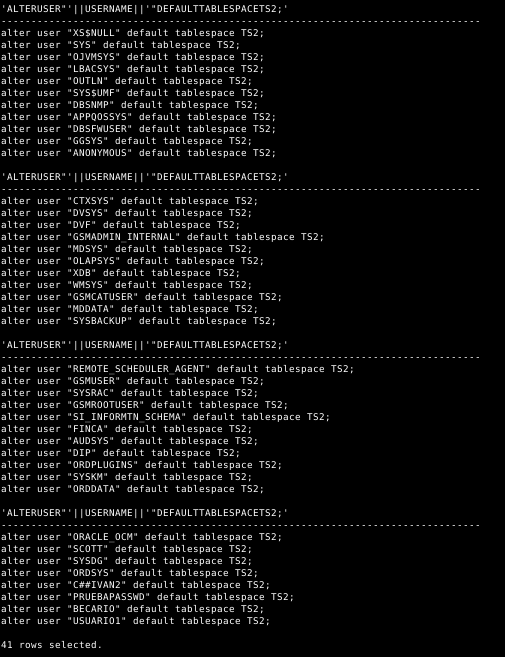 'ALTERUSER"'||USERNAME||'"DEFAULTTABLESPACETS2;'
--------------------------------------------------------------------------------
alter user "XS$NULL" default tablespace TS2;
alter user "SYS" default tablespace TS2;
alter user "OJVMSYS" default tablespace TS2;
alter user "LBACSYS" default tablespace TS2;
alter user "OUTLN" default tablespace TS2;
alter user "SYS$UMF" default tablespace TS2;
alter user "DBSNMP" default tablespace TS2;
alter user "APPQOSSYS" default tablespace TS2;
alter user "DBSFWUSER" default tablespace TS2;
alter user "GGSYS" default tablespace TS2;
alter user "ANONYMOUS" default tablespace TS2;

'ALTERUSER"'||USERNAME||'"DEFAULTTABLESPACETS2;'
--------------------------------------------------------------------------------
alter user "CTXSYS" default tablespace TS2;
alter user "DVSYS" default tablespace TS2;
alter user "DVF" default tablespace TS2;
alter user "GSMADMIN_INTERNAL" default tablespace TS2;
alter user "MDSYS" default tablespace TS2;
alter user "OLAPSYS" default tablespace TS2;
alter user "XDB" default tablespace TS2;
alter user "WMSYS" default tablespace TS2;
alter user "GSMCATUSER" default tablespace TS2;
alter user "MDDATA" default tablespace TS2;
alter user "SYSBACKUP" default tablespace TS2;

'ALTERUSER"'||USERNAME||'"DEFAULTTABLESPACETS2;'
--------------------------------------------------------------------------------
alter user "REMOTE_SCHEDULER_AGENT" default tablespace TS2;
alter user "GSMUSER" default tablespace TS2;
alter user "SYSRAC" default tablespace TS2;
alter user "GSMROOTUSER" default tablespace TS2;
alter user "SI_INFORMTN_SCHEMA" default tablespace TS2;
alter user "FINCA" default tablespace TS2;
alter user "AUDSYS" default tablespace TS2;
alter user "DIP" default tablespace TS2;
alter user "ORDPLUGINS" default tablespace TS2;
alter user "SYSKM" default tablespace TS2;
alter user "ORDDATA" default tablespace TS2;

'ALTERUSER"'||USERNAME||'"DEFAULTTABLESPACETS2;'
--------------------------------------------------------------------------------
alter user "ORACLE_OCM" default tablespace TS2;
alter user "SCOTT" default tablespace TS2;
alter user "SYSDG" default tablespace TS2;
alter user "ORDSYS" default tablespace TS2;
alter user "C##IVAN2" default tablespace TS2;
alter user "PRUEBAPASSWD" default tablespace TS2;
alter user "BECARIO" default tablespace TS2;
alter user "USUARIO1" default tablespace TS2;

41 rows selected.